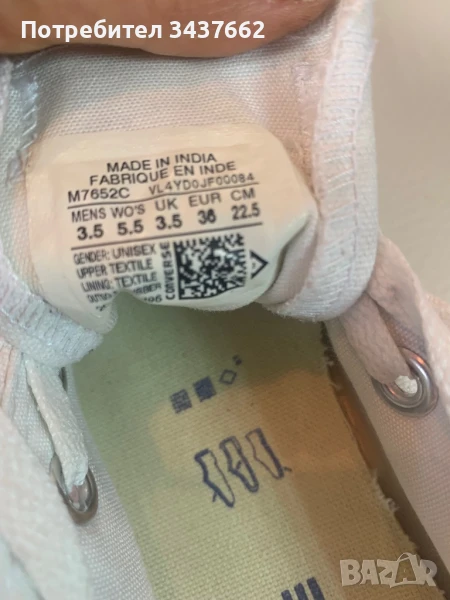 Потребител 3437662
MADE IN INDIA
FABRIQUE EN INDE
M7652C VL4YD0JF00084
MENS WO'S UK EUR CM
3.5 5.5 3.5 36 22.5
GENDER: UNISEX
UPPER: TEXTILE
LINING: TEXTILE
CONVERSE
BAZAR